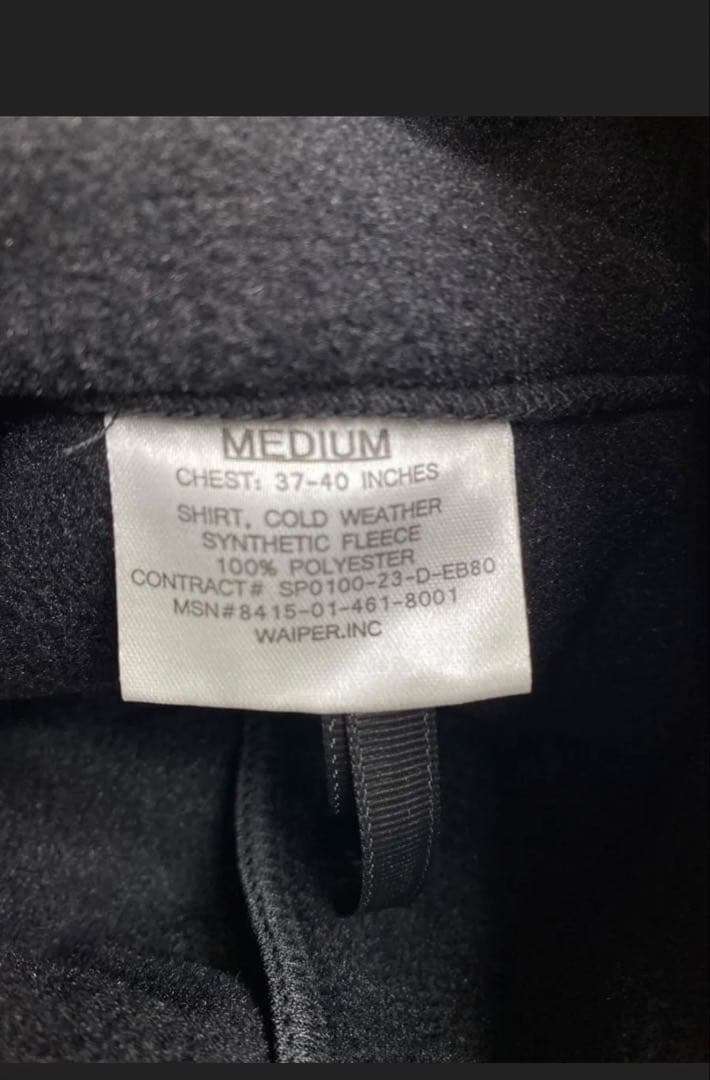 MEDIUM
CHEST: 37-40 INCHES
SHIRT, COLD WEATHER
SYNTHETIC FLEECE
100% POLYESTER
CONTRACT# SP0100-23-D-EB80
MSN#8415-01-461-8001
WAIPER.INC